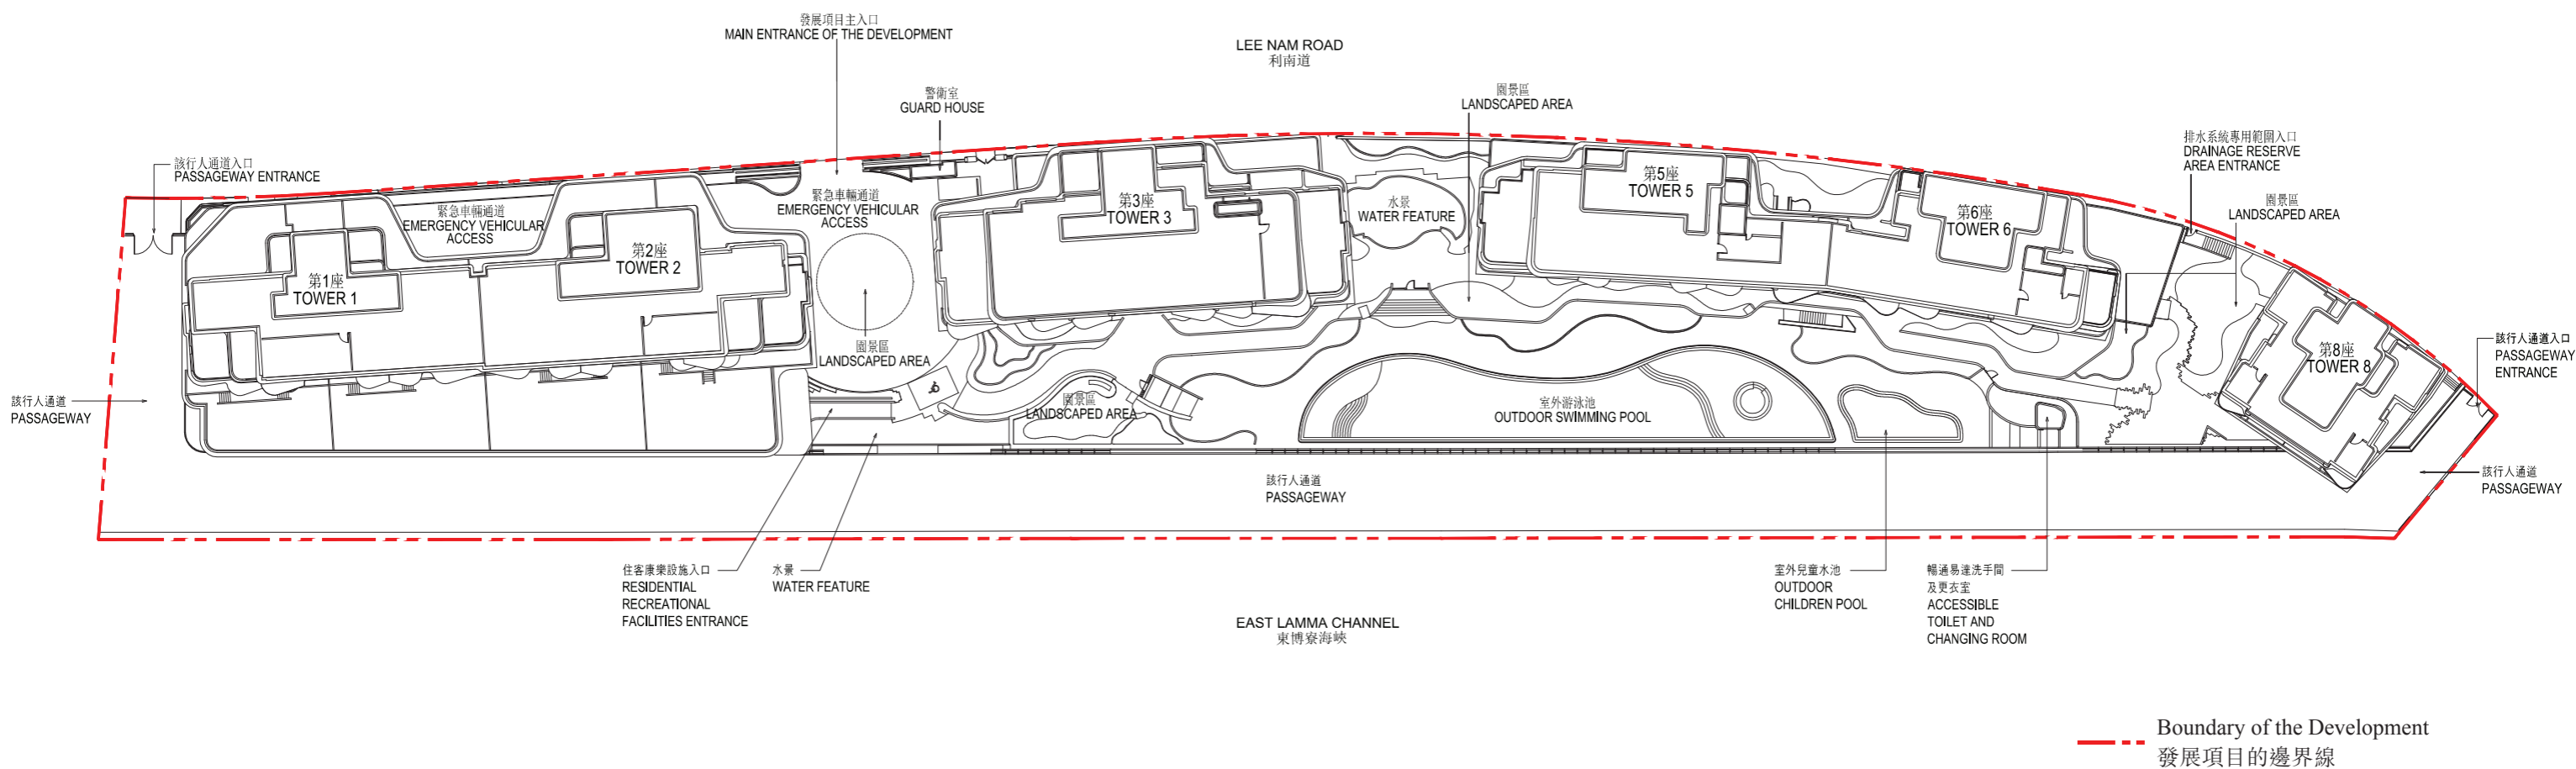 發展項目主入口
MAIN ENTRANCE OF THE DEVELOPMENT
LEE NAM ROAD
利南道
警衛室
GUARD HOUSE
園景區
LANDSCAPED AREA
排水系統專用範圍入口
DRAINAGE RESERVE
AREA ENTRANCE
該行人通道入口
PASSAGEWAY ENTRANCE
緊急車輛通道
EMERGENCY VEHICULAR
ACCESS
緊急車輛通道
EMERGENCY VEHICULAR
ACCESS
第3座
TOWER 3
水景
WATER FEATURE
第5座
TOWER 5
第6座
TOWER 6
園景區
LANDSCAPED AREA
第1座
TOWER 1
第2座
TOWER 2
園景區
LANDSCAPED AREA
第8座
TOWER 8
該行人通道入口
PASSAGEWAY
ENTRANCE
該行人通道
PASSAGEWAY
園景區
LANDSCAPED AREA
室外游泳池
OUTDOOR SWIMMING POOL
該行人通道
PASSAGEWAY
該行人通道
PASSAGEWAY
住客康樂設施入口
RESIDENTIAL
RECREATIONAL
FACILITIES ENTRANCE
水景
WATER FEATURE
室外兒童水池
OUTDOOR
CHILDREN POOL
暢通易達洗手間
及更衣室
ACCESSIBLE
TOILET AND
CHANGING ROOM
EAST LAMMA CHANNEL
東博寮海峽
Boundary of the Development
發展項目的邊界線